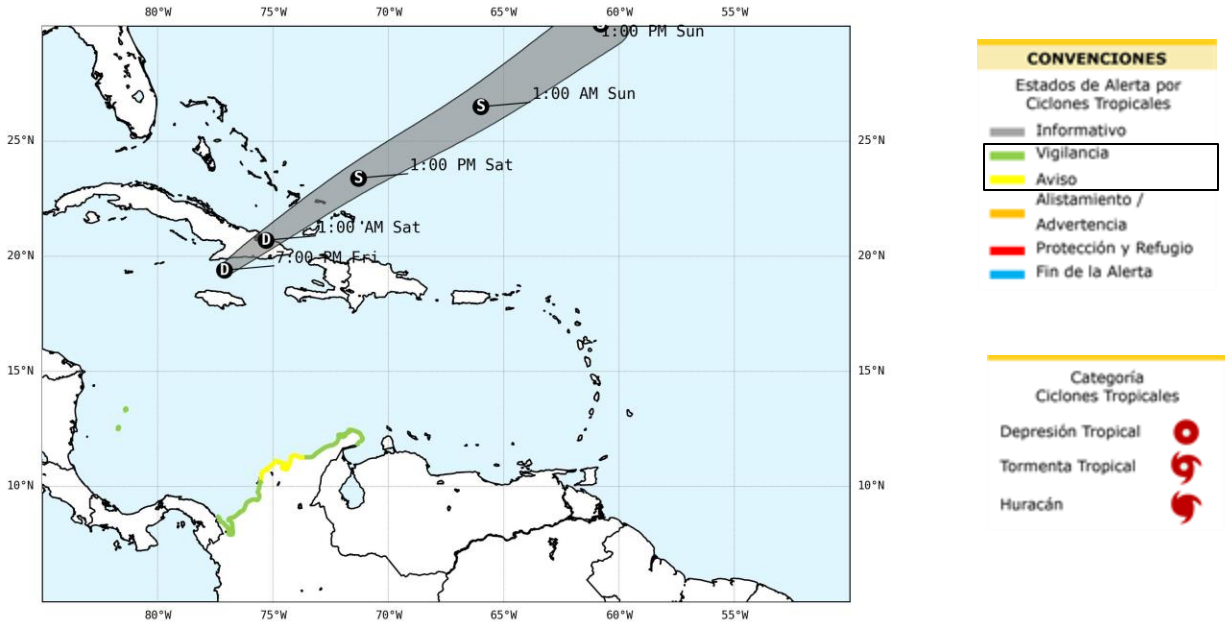 80°W 75°W 70°W 65°W 60°W 55°W
1:00 PM Sun
S
1:00 AM Sun
25°N 25°N
S
1:00 PM Sat
D
1:00 AM Sat
20°N 20°N
D
7:00 PM Fri
15°N 15°N
10°N 10°N
80°W 75°W 70°W 65°W 60°W 55°W
CONVENCIONES
Estados de Alerta por
Ciclones Tropicales
Informativo
Vigilancia
Aviso
Alistamiento /
Advertencia
Protección y Refugio
Fin de la Alerta
Categoría
Ciclones Tropicales
Depresión Tropical
Tormenta Tropical
Huracán